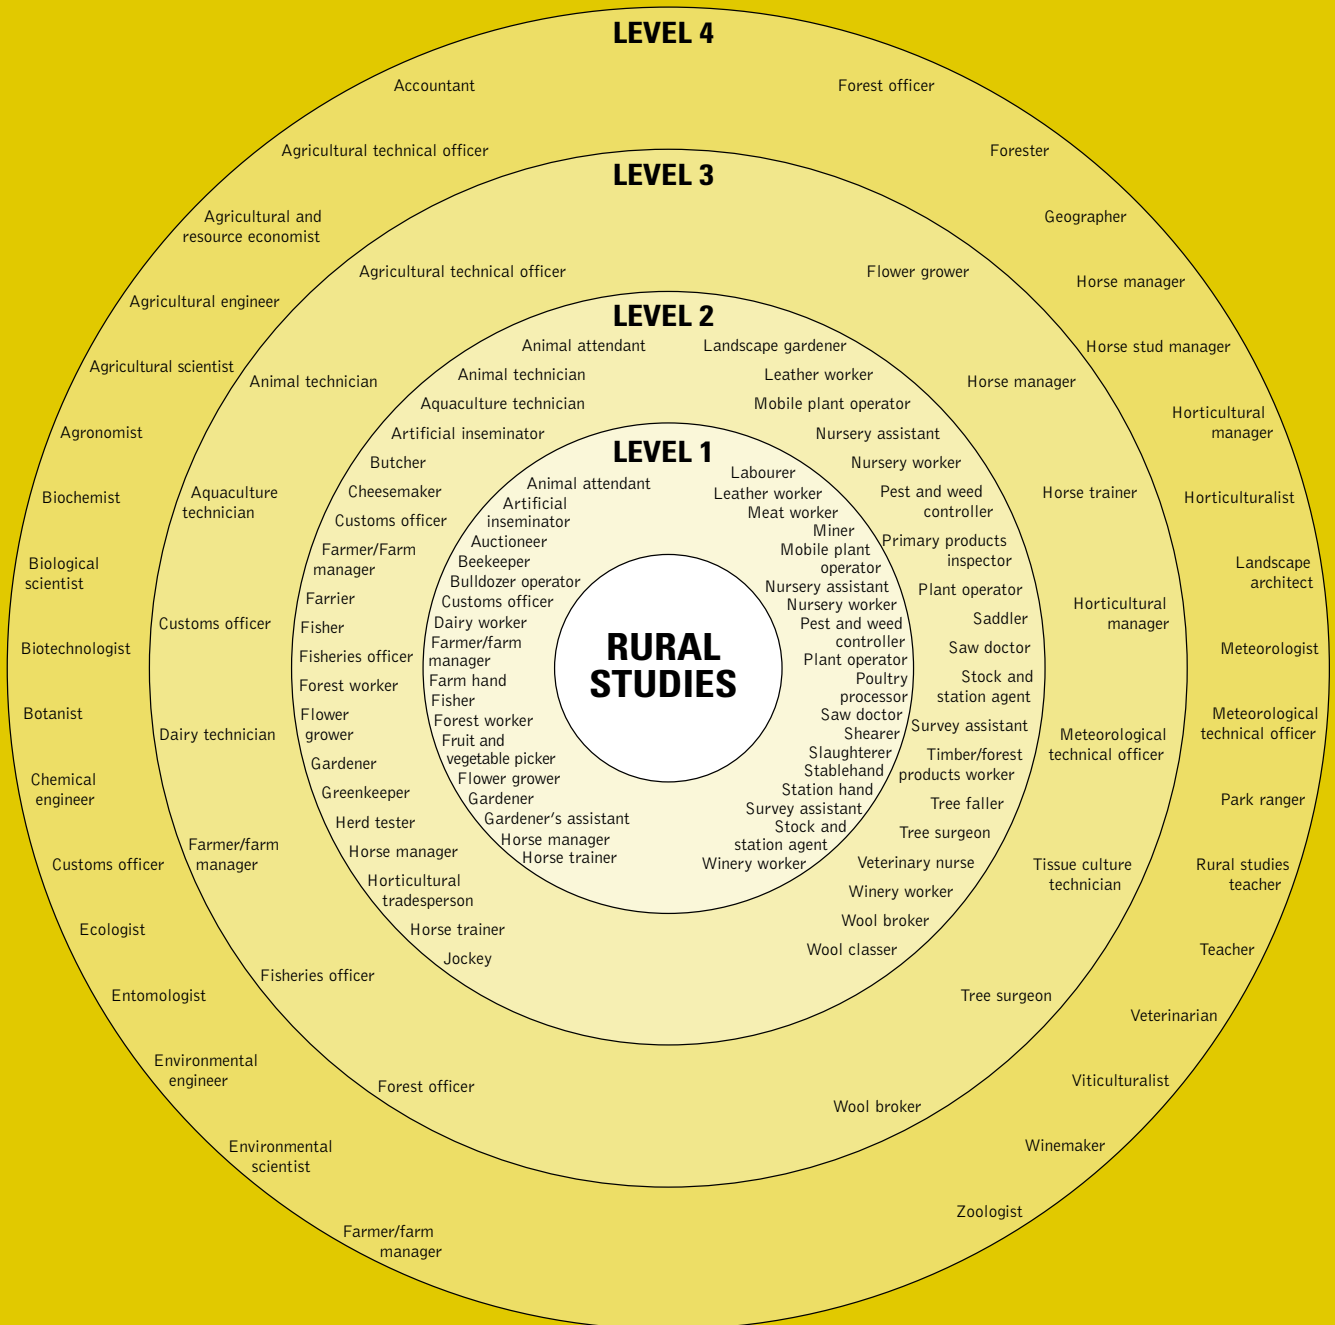 LEVEL 4
Accountant
Agricultural technical officer
Agricultural and
resource economist
Agricultural engineer
Agricultural scientist
Agronomist
Biochemist
Biological
scientist
Biotechnologist
Botanist
Chemical
engineer
Customs officer
Ecologist
Entomologist
Environmental
engineer
Environmental
scientist
Farmer/farm
manager
Forest officer
Forester
Geographer
Horse manager
Horse stud manager
Horticultural
manager
Horticulturalist
Landscape
architect
Meteorologist
Meteorological
technical officer
Park ranger
Rural studies
teacher
Teacher
Veterinarian
Viticulturalist
Winemaker
Zoologist
LEVEL 3
Agricultural technical officer
Animal technician
Aquaculture
technician
Customs officer
Dairy technician
Farmer/farm
manager
Fisheries officer
Forest officer
Flower grower
Horse manager
Horse trainer
Horticultural
manager
Meteorological
technical officer
Tissue culture
technician
Tree surgeon
Wool broker
LEVEL 2
Animal attendant
Animal technician
Aquaculture technician
Artificial inseminator
Butcher
Cheesemaker
Customs officer
Farmer/Farm
manager
Farrier
Fisher
Fisheries officer
Forest worker
Flower
grower
Gardener
Greenkeeper
Herd tester
Horse manager
Horticultural
tradesperson
Horse trainer
Jockey
Landscape gardener
Leather worker
Mobile plant operator
Nursery assistant
Nursery worker
Pest and weed
controller
Primary products
inspector
Plant operator
Saddler
Saw doctor
Stock and
station agent
Survey assistant
Timber/forest
products worker
Tree faller
Tree surgeon
Veterinary nurse
Winery worker
Wool broker
Wool classer
LEVEL 1
Animal attendant
Artificial
inseminator
Auctioneer
Beekeeper
Bulldozer operator
Customs officer
Dairy worker
Farmer/farm
manager
Farm hand
Fisher
Forest worker
Fruit and
vegetable picker
Flower grower
Gardener
Gardener's assistant
Horse manager
Horse trainer
Labourer
Leather worker
Meat worker
Miner
Mobile plant
operator
Nursery assistant
Nursery worker
Pest and weed
controller
Plant operator
Poultry
processor
Saw doctor
Shearer
Slaughterer
Stablehand
Station hand
Survey assistant
Stock and
station agent
Winery worker
RURAL
STUDIES